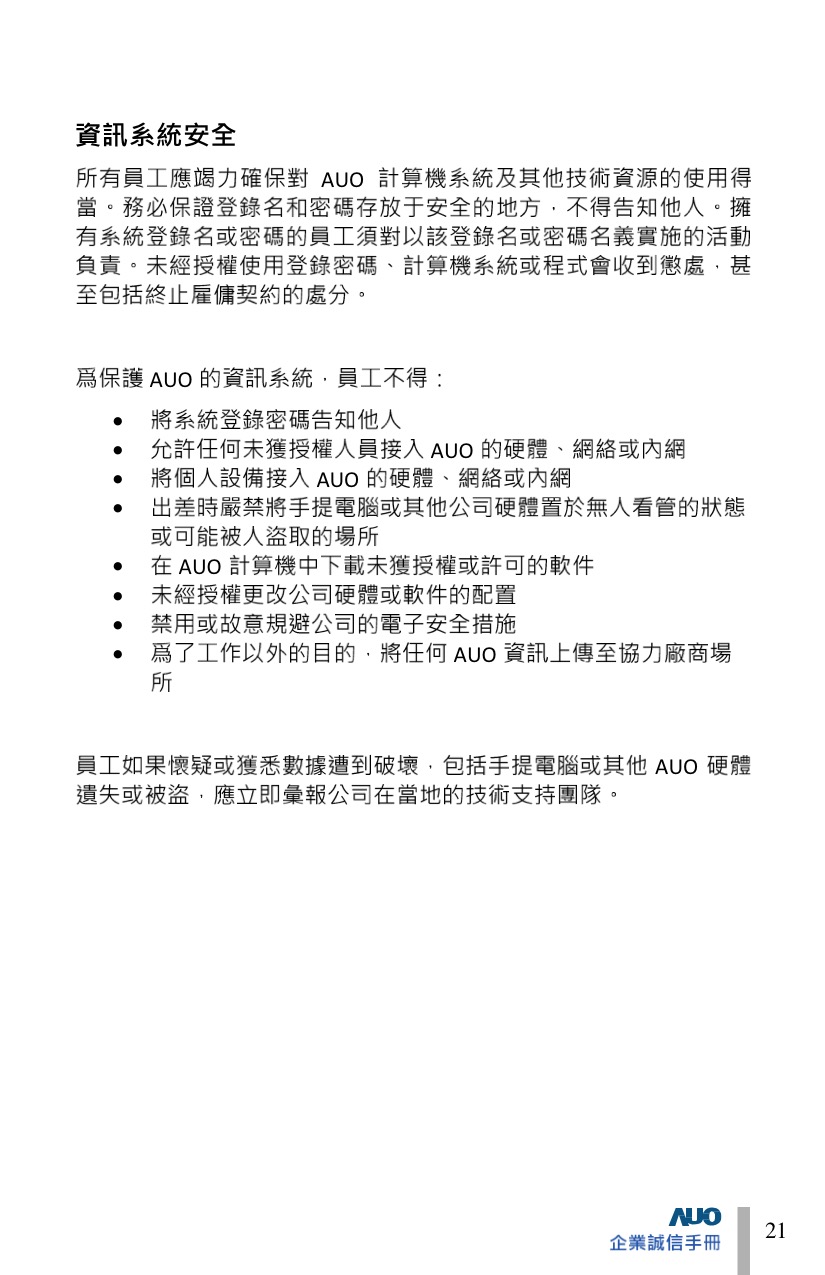 資訊系統安全
所有員工應竭力確保對 AUO 計算機系統及其他技術資源的使用得
當。務必保證登錄名和密碼存放于安全的地方，不得告知他人。擁
有系統登錄名或密碼的員工須對以該登錄名或密碼名義實施的活動
負責。未經授權使用登錄密碼、計算機系統或程式會收到懲處，甚
至包括終止雇傭契約的處分。
爲保護 AUO 的資訊系統，員工不得：
• 將系統登錄密碼告知他人
• 允許任何未獲授權人員接入 AUO 的硬體、網絡或內網
• 將個人設備接入 AUO 的硬體、網絡或內網
• 出差時嚴禁將手提電腦或其他公司硬體置於無人看管的狀態
或可能被人盜取的場所
• 在 AUO 計算機中下載未獲授權或許可的軟件
• 未經授權更改公司硬體或軟件的配置
• 禁用或故意規避公司的電子安全措施
• 爲了工作以外的目的，將任何 AUO 資訊上傳至協力廠商場
所
員工如果懷疑或獲悉數據遭到破壞，包括手提電腦或其他 AUO 硬體
遺失或被盜，應立即彙報公司在當地的技術支持團隊。
AUO
企業誠信手冊
21